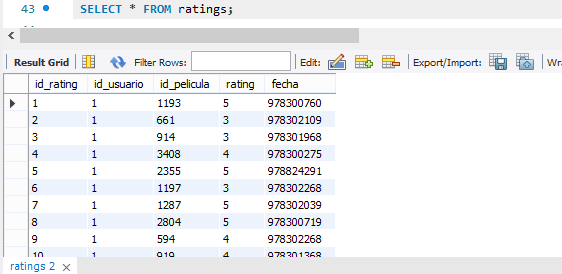 43 SELECT * FROM ratings;
Result Grid Filter Rows: Edit: Export/Import: Wra
id_rating id_usuario id_pelicula rating fecha
1 1 1193 5 978300760
2 1 661 3 978302109
3 1 914 3 978301968
4 1 3408 4 978300275
5 1 2355 5 978824291
6 1 1197 3 978302268
7 1 1287 5 978302039
8 1 2804 5 978300719
9 1 594 4 978302268
10 1 919 4 978301368
ratings 2